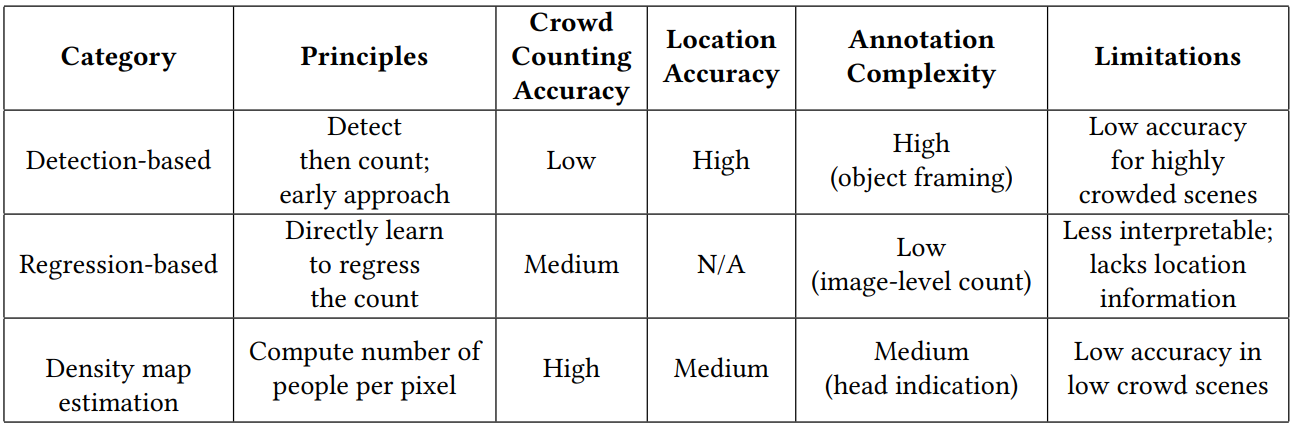 Category
Principles
Crowd
Counting
Accuracy
Location
Accuracy
Annotation
Complexity
Limitations
Detection-based
Detect
then count;
early approach
Low
High
High
(object framing)
Low accuracy
for highly
crowded scenes
Regression-based
Directly learn
to regress
the count
Medium
N/A
Low
(image-level count)
Less interpretable;
lacks location
information
Density map
estimation
Compute number of
people per pixel
High
Medium
Medium
(head indication)
Low accuracy in
low crowd scenes